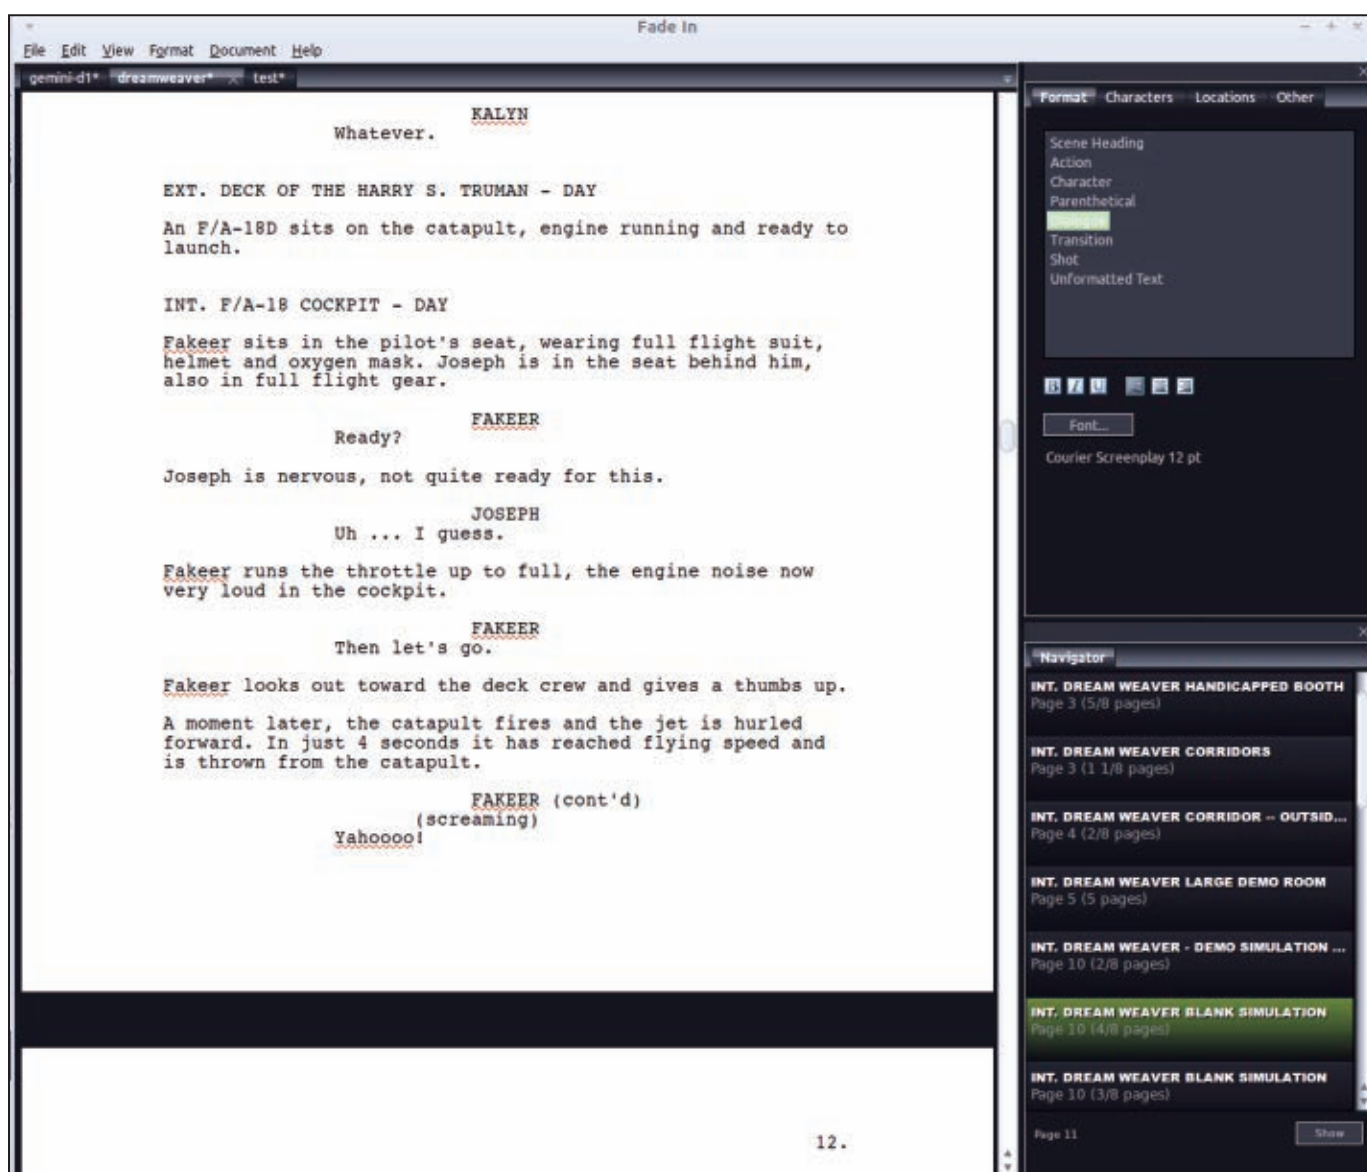 Fade In
File Edit View Format Document Help
gemini-d1* dreamweaver* test*
KALYN
Whatever.
EXT. DECK OF THE HARRY S. TRUMAN - DAY
An F/A-18D sits on the catapult, engine running and ready to
launch.
INT. F/A-18 COCKPIT - DAY
Fakeer sits in the pilot's seat, wearing full flight suit,
helmet and oxygen mask. Joseph is in the seat behind him,
also in full flight gear.
FAKEER
Ready?
Joseph is nervous, not quite ready for this.
JOSEPH
Uh ... I guess.
Fakeer runs the throttle up to full, the engine noise now
very loud in the cockpit.
FAKEER
Then let's go.
Fakeer looks out toward the deck crew and gives a thumbs up.
A moment later, the catapult fires and the jet is hurled
forward. In just 4 seconds it has reached flying speed and
is thrown from the catapult.
FAKEER (cont'd)
(screaming)
Yahoooo!
12.
Format Characters Locations Other
Scene Heading
Action
Character
Parenthetical
Transition
Shot
Unformatted Text
B I U
Font...
Courier Screenplay 12 pt
Navigator
INT. DREAM WEAVER HANDICAPPED BOOTH
Page 3 (5/8 pages)
INT. DREAM WEAVER CORRIDORS
Page 3 (1 1/8 pages)
INT. DREAM WEAVER CORRIDOR -- OUTSID...
Page 4 (2/8 pages)
INT. DREAM WEAVER LARGE DEMO ROOM
Page 5 (5 pages)
INT. DREAM WEAVER - DEMO SIMULATION ...
Page 10 (2/8 pages)
INT. DREAM WEAVER BLANK SIMULATION
Page 10 (4/8 pages)
INT. DREAM WEAVER BLANK SIMULATION
Page 10 (3/8 pages)
Page 11 Show